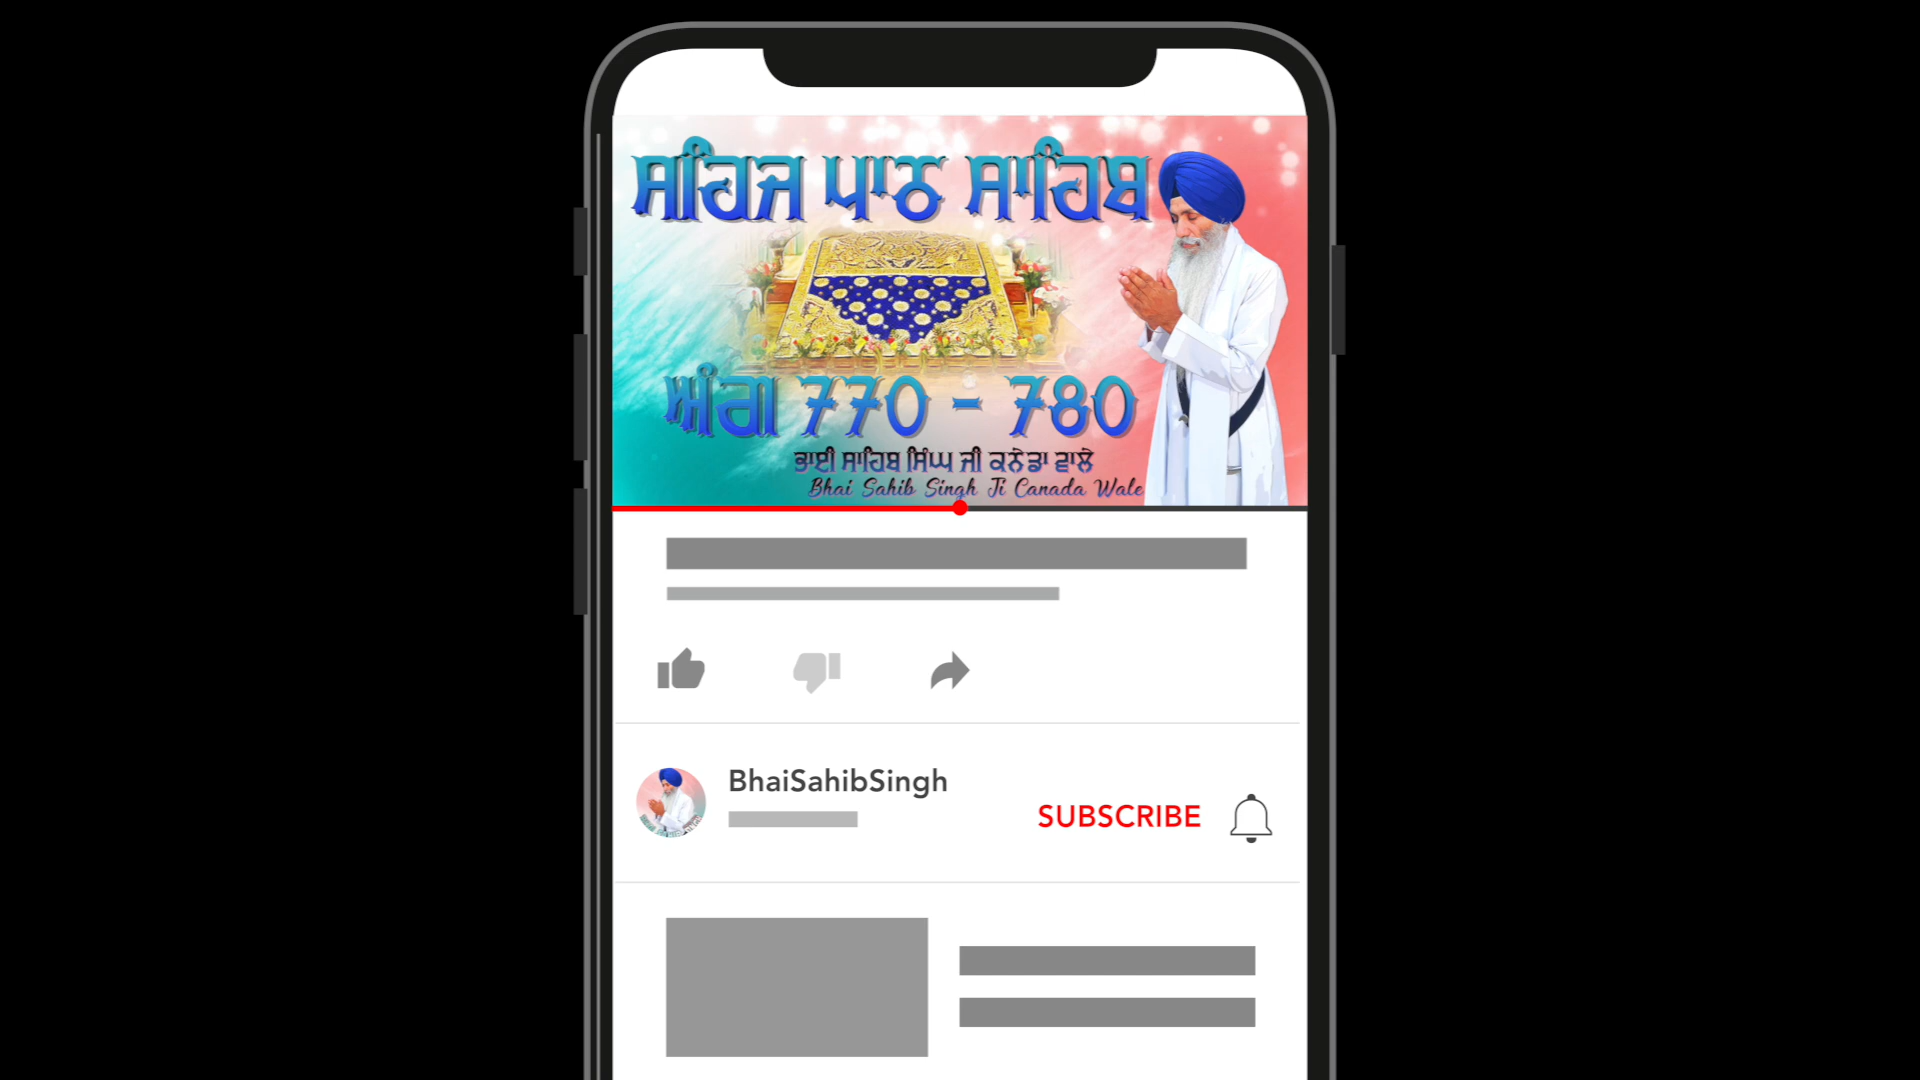 ਸਹਿਜ ਪਾਠ ਸਾਹਿਬ
ਅੰਗ 770 - 780
ਭਾਈ ਸਾਹਿਬ ਸਿੰਘ ਜੀ ਕਨੇਡਾ ਵਾਲੇ
Bhai Sahib Singh Ji Canada Wale
BhaiSahibSingh
SUBSCRIBE